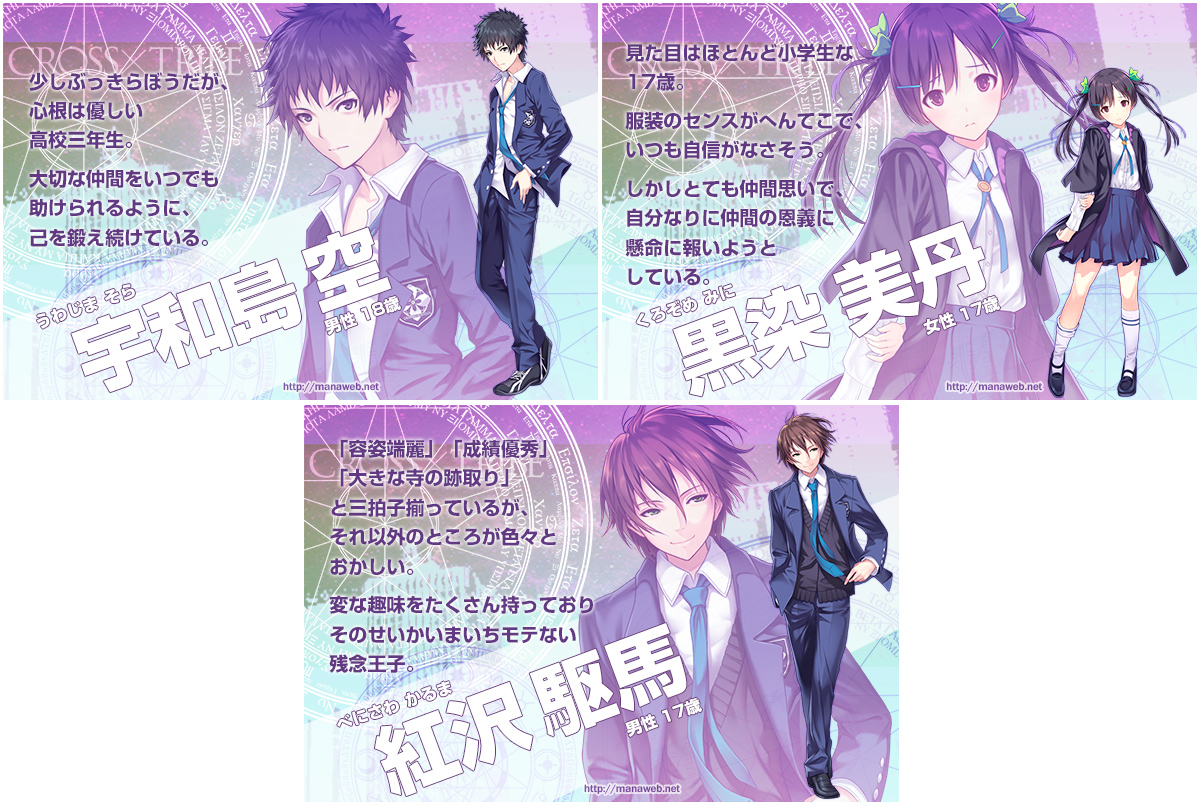 CROSS×TRIBE
少しぶっきらぼうだが、
心根は優しい
高校三年生。
大切な仲間をいつでも
助けられるように、
己を鍛え続けている。
うわじま そら
宇和島 空
男性 18歳
http://manaweb.net
見た目はほとんど小学生な
17歳。
服装のセンスがへんてこで、
いつも自信がなさそう。
しかしとても仲間思いで、
自分なりに仲間の恩義に
懸命に報いようと
している。
くろぞめ みに
黒染 美丹
女性 17歳
http://manaweb.net
「容姿端麗」「成績優秀」
「大きな寺の跡取り」
と三拍子揃っているが、
それ以外のところが色々と
おかしい。
変な趣味をたくさん持っており
そのせいかいまいちモテない
残念王子。
べにさわ かるま
紅沢 駆馬
男性 17歳
http://manaweb.net